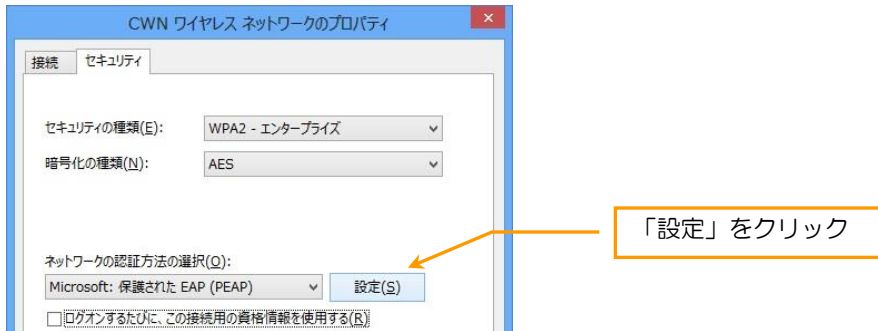 CWN ワイヤレス ネットワークのプロパティ
接続 セキュリティ
セキュリティの種類(E): WPA2 - エンタープライズ
暗号化の種類(N): AES
「設定」をクリック
ネットワークの認証方法の選択(O):
Microsoft: 保護された EAP (PEAP) 設定(S)
ログオンするたびに、この接続用の資格情報を使用する(R)